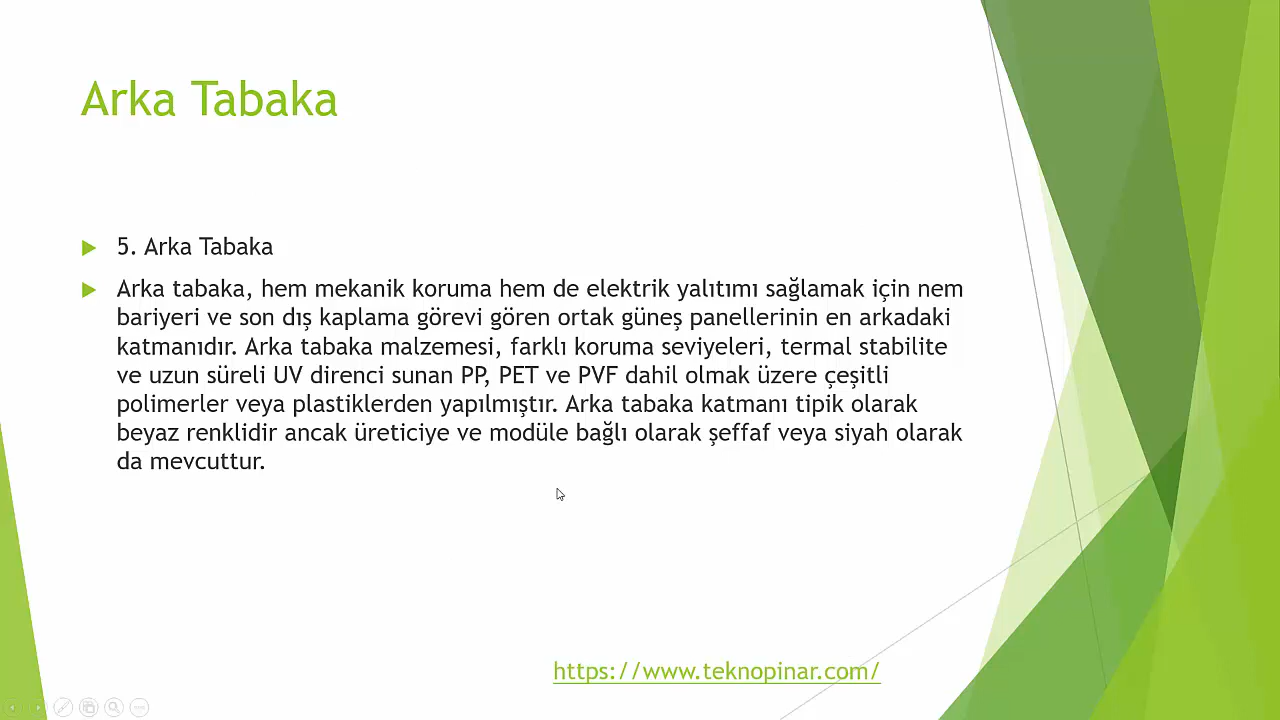 Arka Tabaka
5. Arka Tabaka
Arka tabaka, hem mekanik koruma hem de elektrik yalıtımı sağlamak için nem
bariyeri ve son dış kaplama görevi gören ortak güneş panellerinin en arkadaki
katmanıdır. Arka tabaka malzemesi, farklı koruma seviyeleri, termal stabilite
ve uzun süreli UV direnci sunan PP, PET ve PVF dahil olmak üzere çeşitli
polimerler veya plastiklerden yapılmıştır. Arka tabaka katmanı tipik olarak
beyaz renklidir ancak üreticiye ve modüle bağlı olarak şeffaf veya siyah olarak
da mevcuttur.
https://www.teknopinar.com/